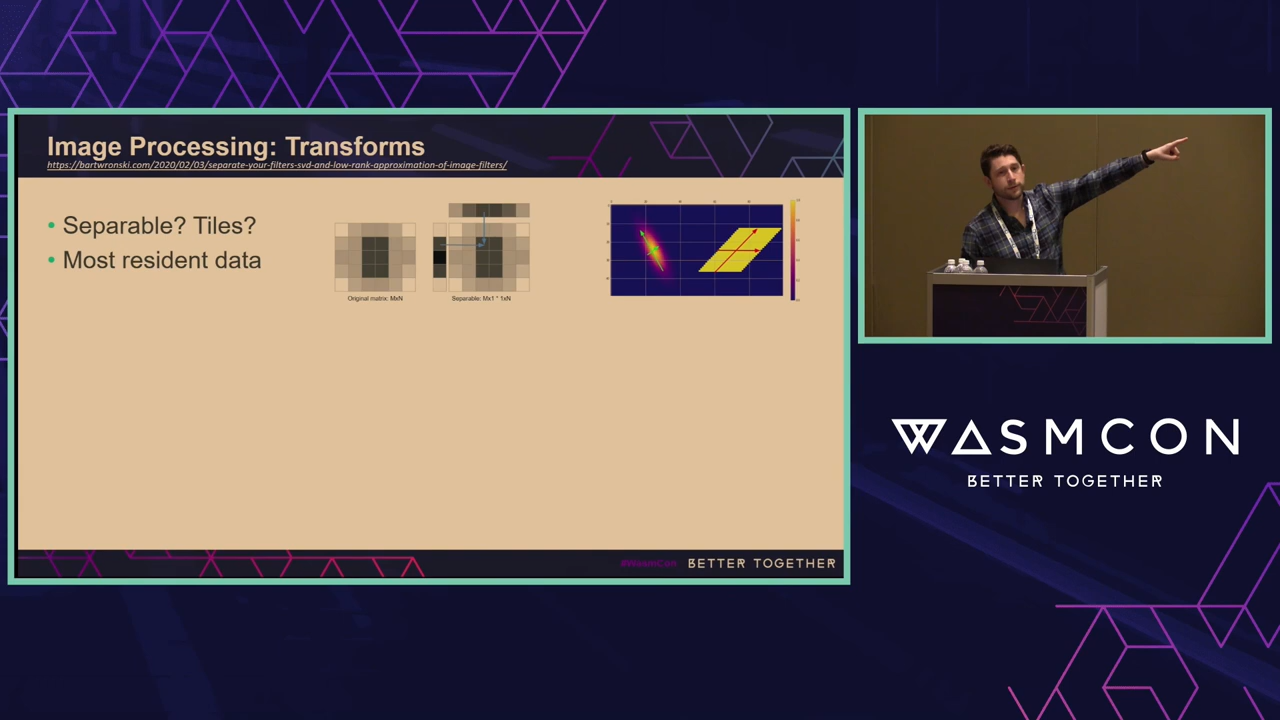 Image Processing: Transforms
https://bartwronski.com/2020/02/03/separate-your-filters-svd-and-low-rank-approximation-of-image-filters/
• Separable? Tiles?
• Most resident data
Original matrix: MxN
Separable: Mx1 * 1xN
#WasmCon BETTER TOGETHER
WASMCON
BETTER TOGETHER